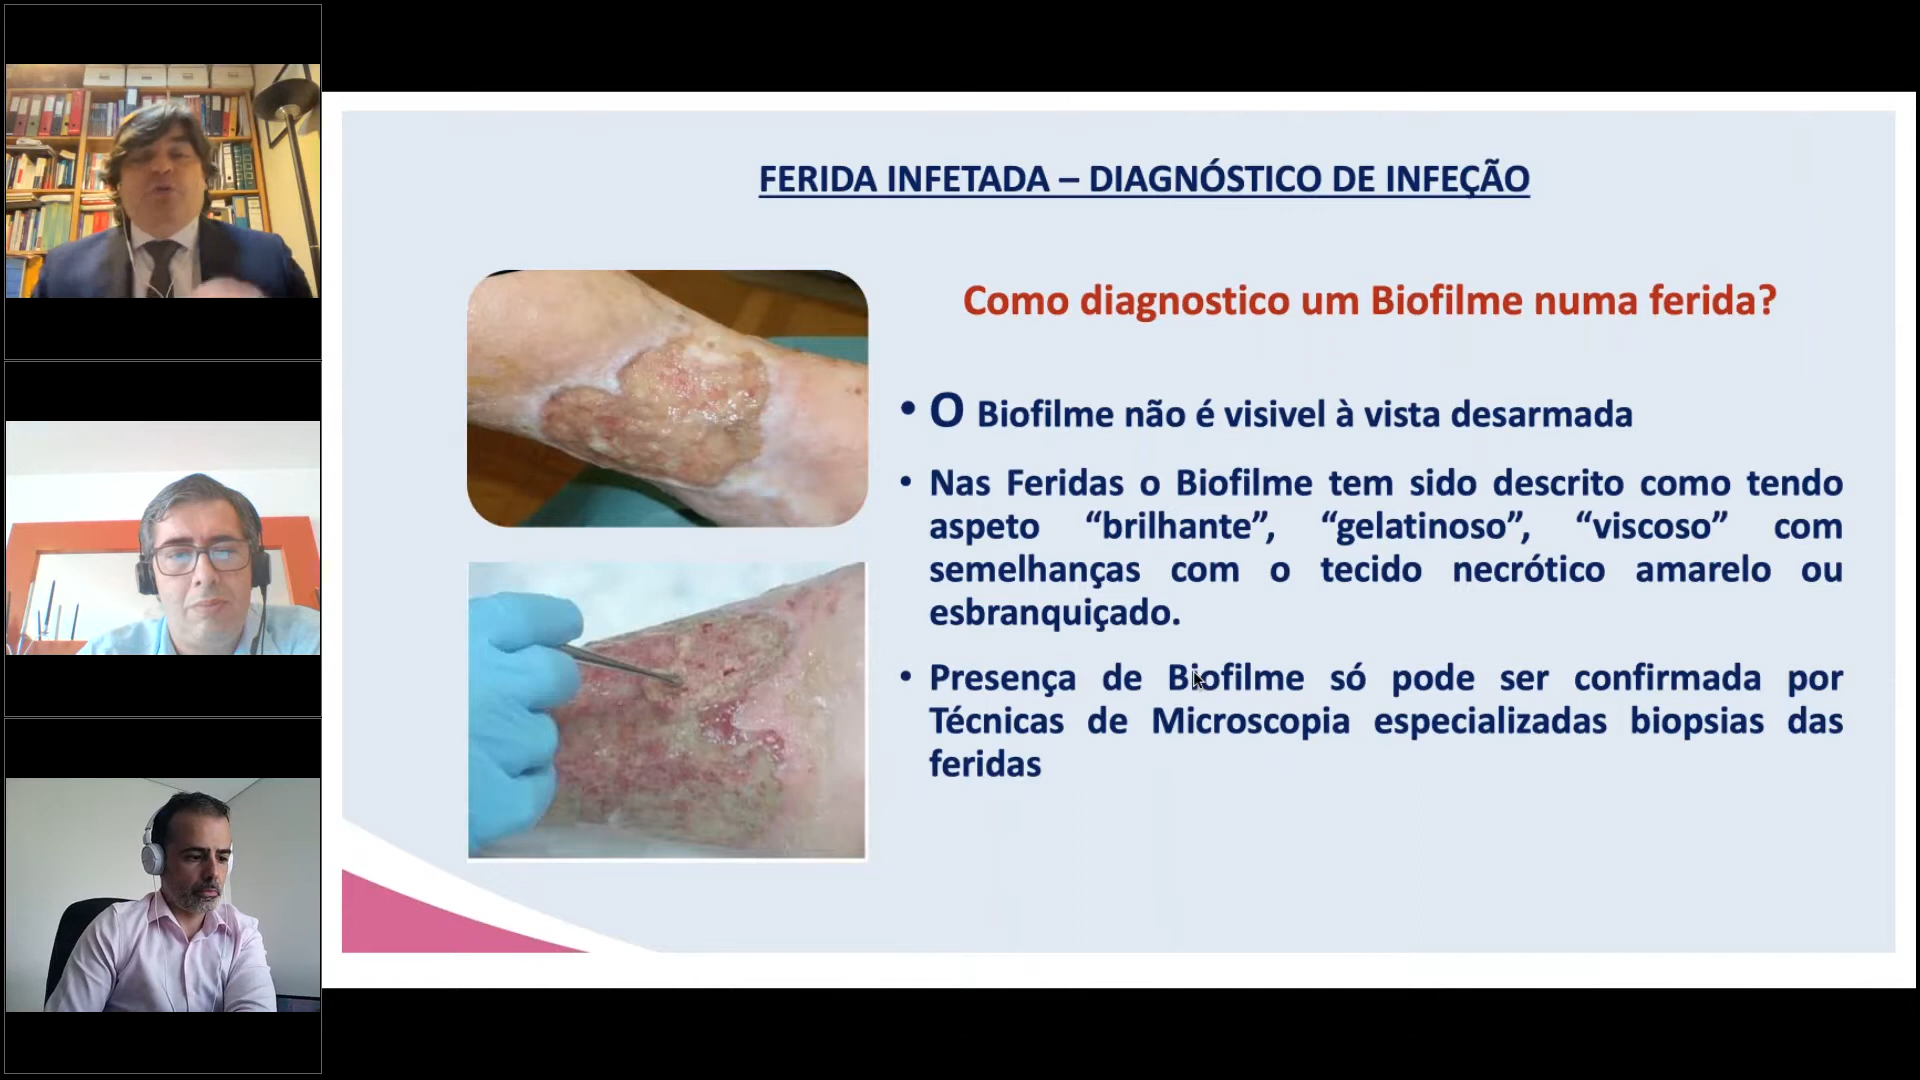 FERIDA INFETADA – DIAGNÓSTICO DE INFEÇÃO
Como diagnostico um Biofilme numa ferida?
• O Biofilme não é visivel à vista desarmada
• Nas Feridas o Biofilme tem sido descrito como tendo
aspeto “brilhante”, “gelatinoso”, “viscoso” com
semelhanças com o tecido necrótico amarelo ou
esbranquiçado.
• Presença de Biofilme só pode ser confirmada por
Técnicas de Microscopia especializadas biopsias das
feridas